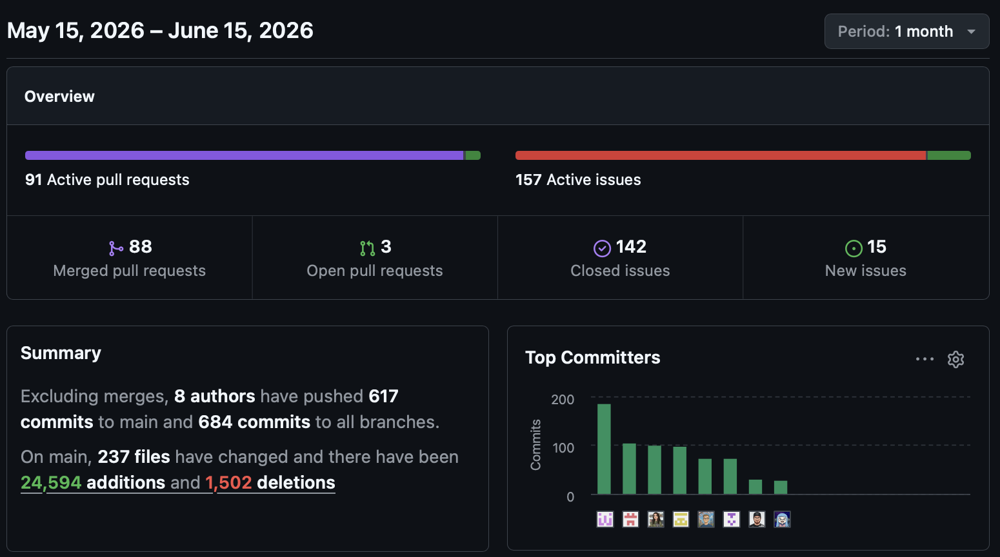 May 15, 2026 – June 15, 2026
Period: 1 month
Overview
91 Active pull requests
157 Active issues
88
Merged pull requests
3
Open pull requests
142
Closed issues
15
New issues
Summary
Excluding merges, 8 authors have pushed 617
commits to main and 684 commits to all branches.
On main, 237 files have changed and there have been
24,594 additions and 1,502 deletions
Top Committers
Commits
200
100
0